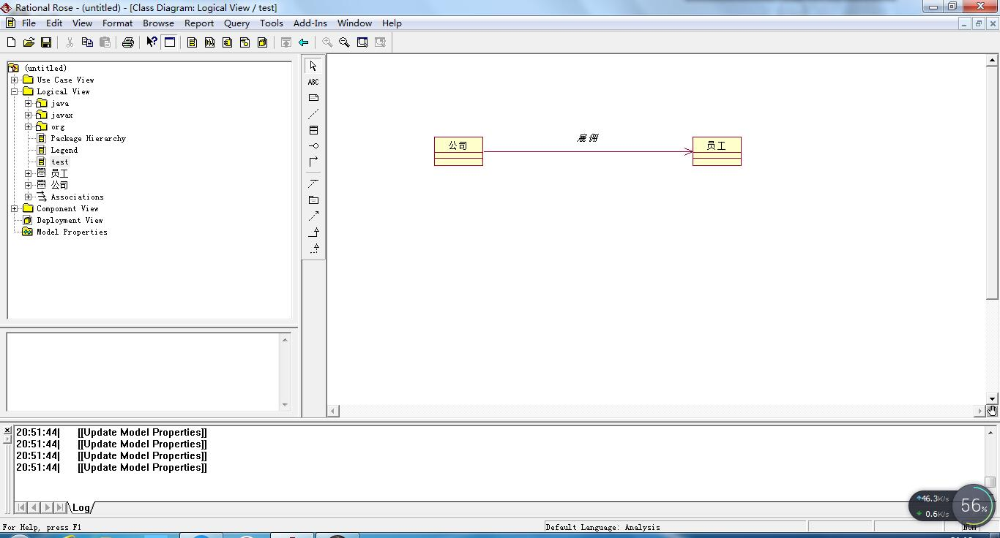 Rational Rose - (untitled) - [Class Diagram: Logical View / test]
File Edit View Format Browse Report Query Tools Add-Ins Window Help
(untitled)
Use Case View
Logical View
java
javax
org
Package Hierarchy
Legend
test
员工
公司
Associations
Component View
Deployment View
Model Properties
ABC
公司
雇佣
员工
20:51:44| [[Update Model Properties]]
20:51:44| [[Update Model Properties]]
20:51:44| [[Update Model Properties]]
20:51:44| [[Update Model Properties]]
Log
46.3K/s
0.6K/s
56%
For Help, press F1
Default Language: Analysis